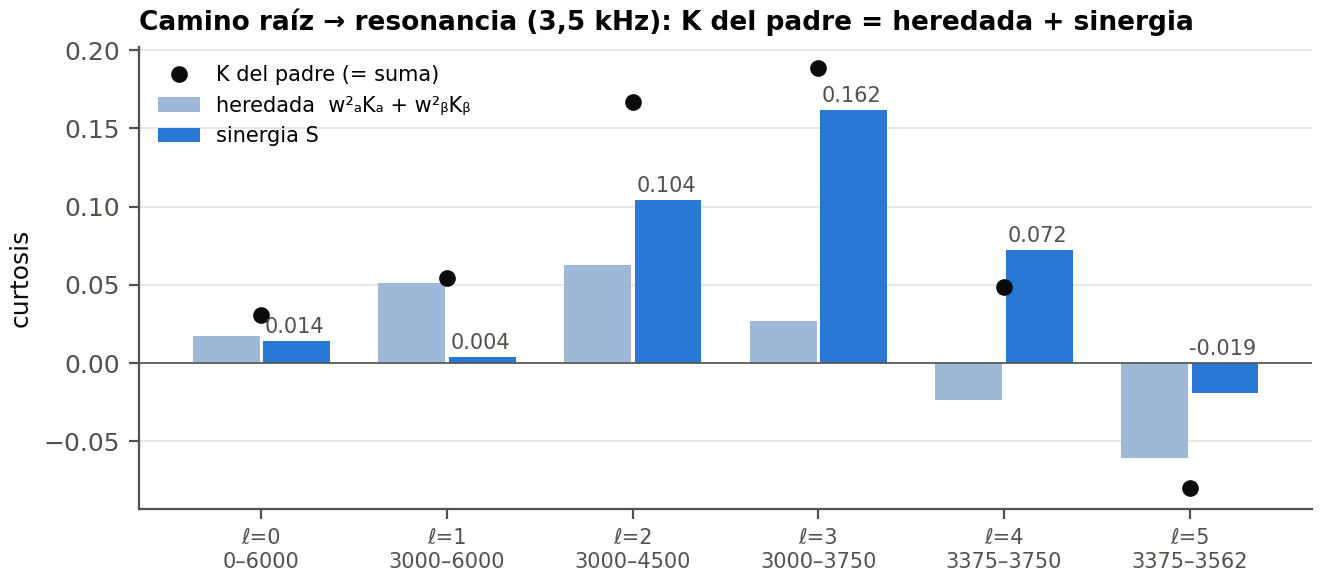 Camino raíz → resonancia (3,5 kHz): K del padre = heredada + sinergia
K del padre (= suma)
heredada  w²ₐKₐ + w²ᵦKᵦ
sinergia S
curtosis
0.20
0.15
0.10
0.05
0.00
−0.05
0.014
0.004
0.104
0.162
0.072
-0.019
ℓ=0
0–6000
ℓ=1
3000–6000
ℓ=2
3000–4500
ℓ=3
3000–3750
ℓ=4
3375–3750
ℓ=5
3375–3562